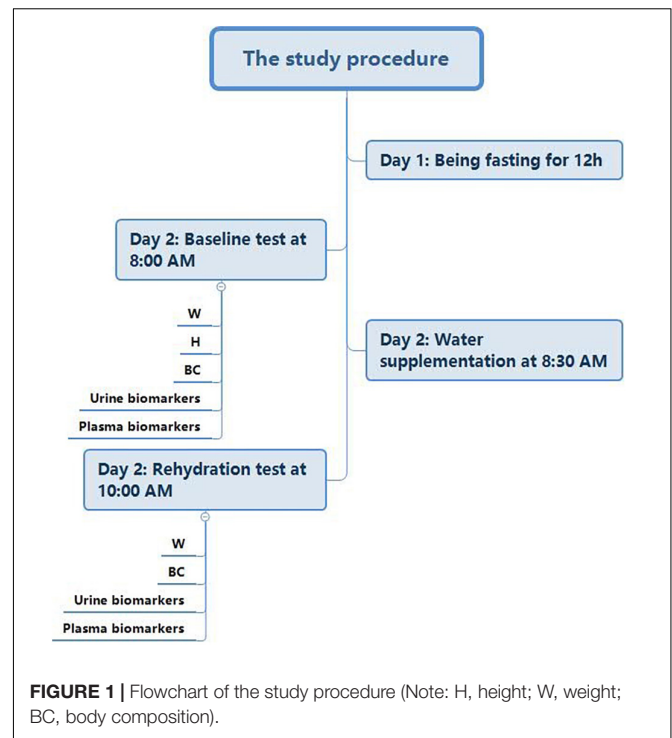 The study procedure
Day 1: Being fasting for 12h
Day 2: Baseline test at
8:00 AM
W
H
BC
Urine biomarkers
Plasma biomarkers
Day 2: Water
supplementation at 8:30 AM
Day 2: Rehydration test at
10:00 AM
W
BC
Urine biomarkers
Plasma biomarkers
FIGURE 1 | Flowchart of the study procedure (Note: H, height; W, weight;
BC, body composition).